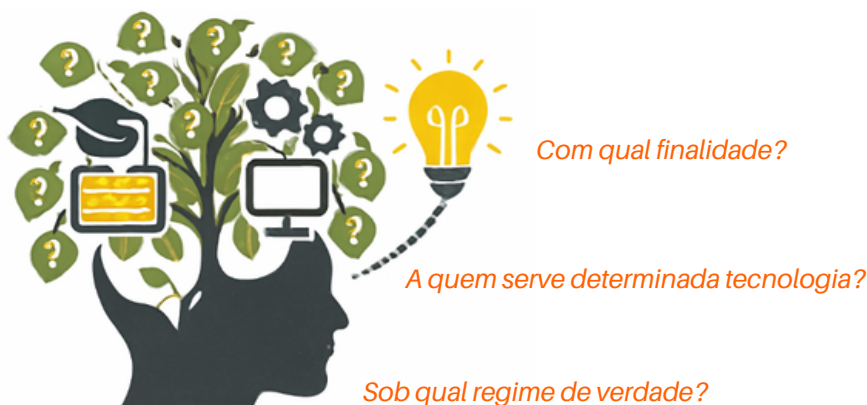 Com qual finalidade?
A quem serve determinada tecnologia?
Sob qual regime de verdade?